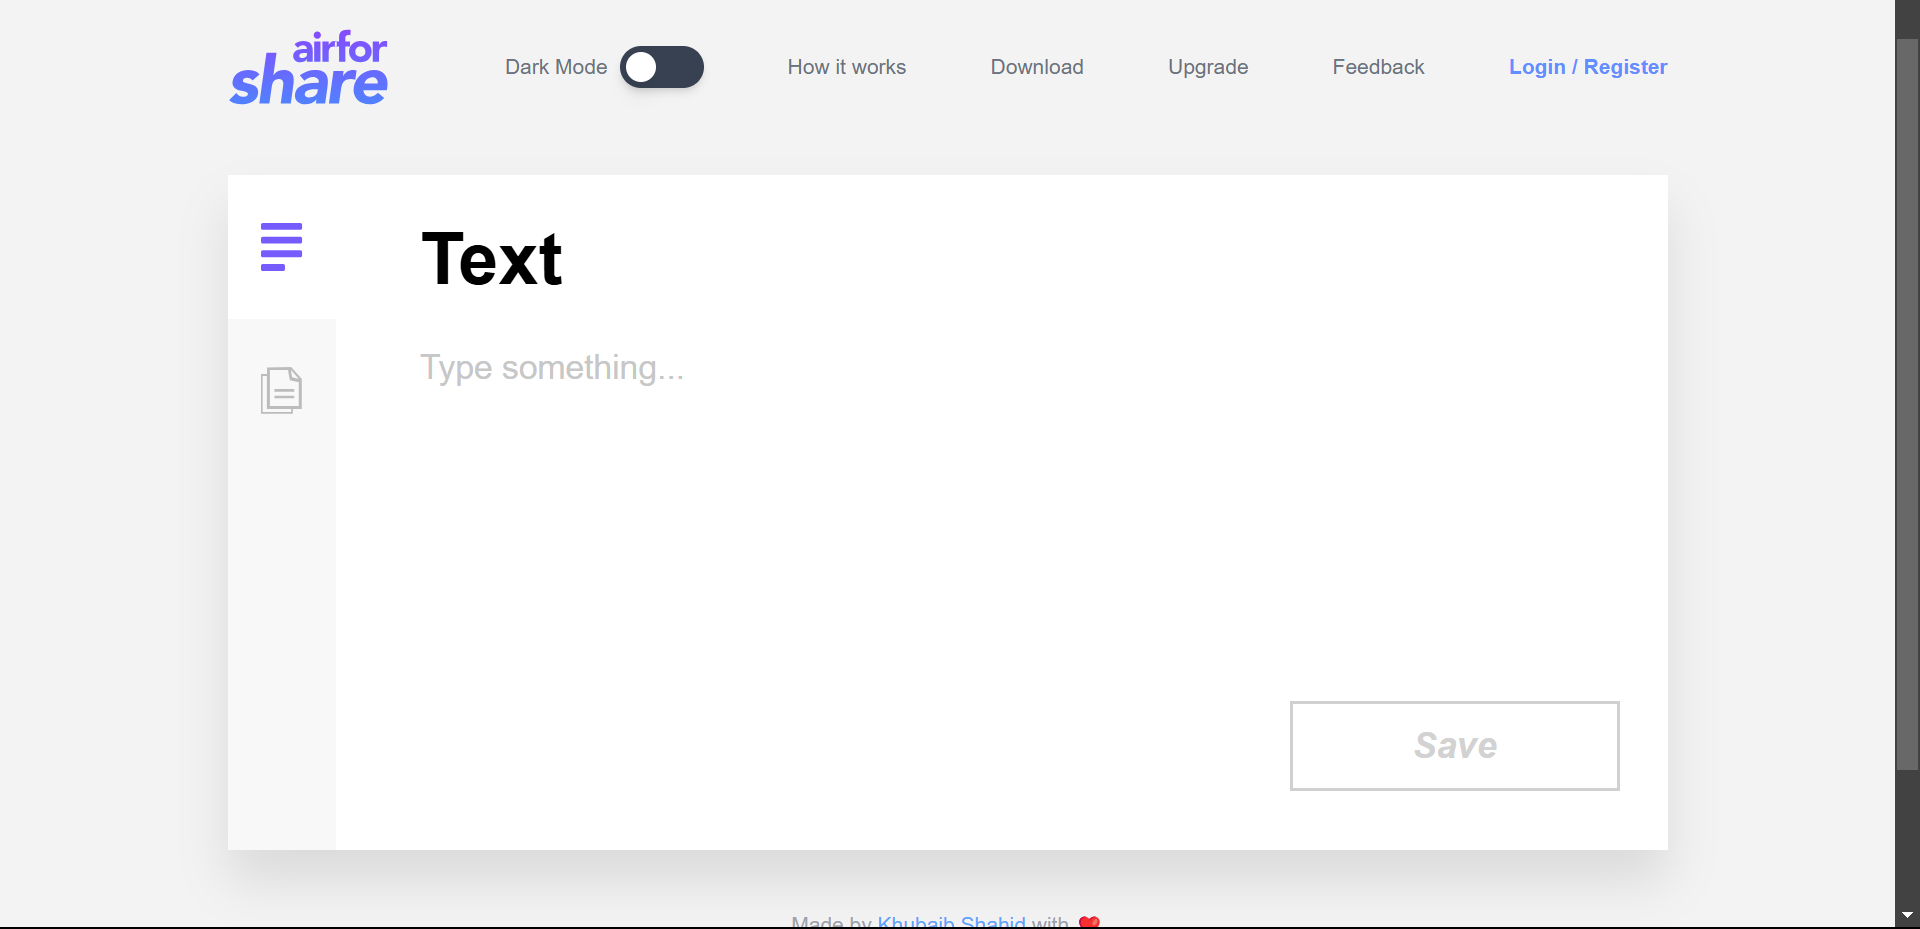 airfor
share
Dark Mode
How it works
Download
Upgrade
Feedback
Login / Register
Text
Type something...
Save
Made by Khubaib Shahid with ❤️